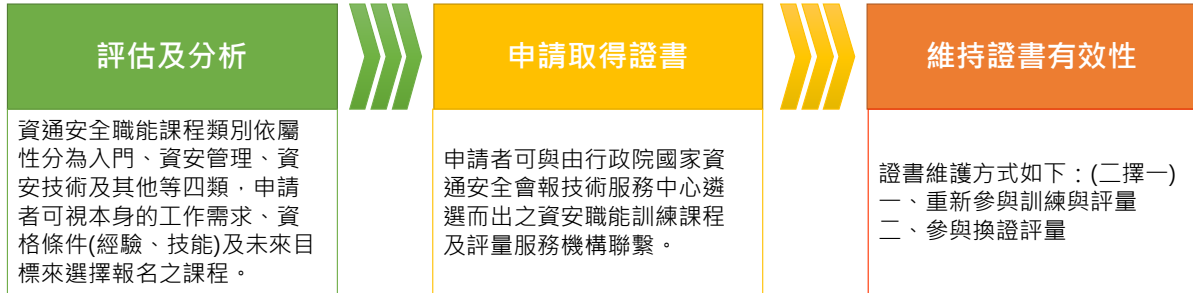 評估及分析
資通安全職能課程類別依屬
性分為入門、資安管理、資
安技術及其他等四類，申請
者可視本身的工作需求、資
格條件(經驗、技能)及未來目
標來選擇報名之課程。
申請取得證書
申請者可與由行政院國家資
通安全會報技術服務中心遴
選而出之資安職能訓練課程
及評量服務機構聯繫。
維持證書有效性
證書維護方式如下：(二擇一)
一、重新參與訓練與評量
二、參與換證評量